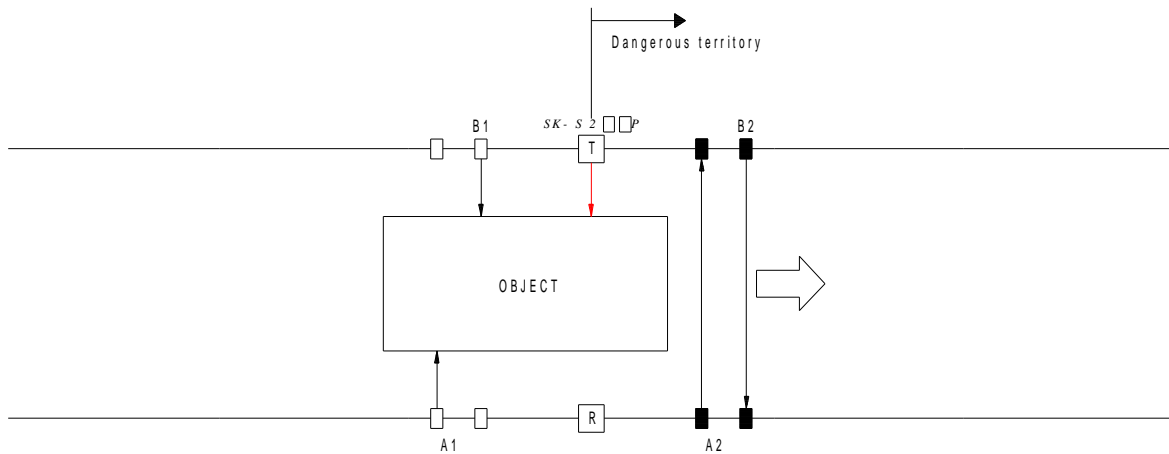 Dangerous territory
B1
SK- S 2 □□P
B2
T
OBJECT
R
A1
A2